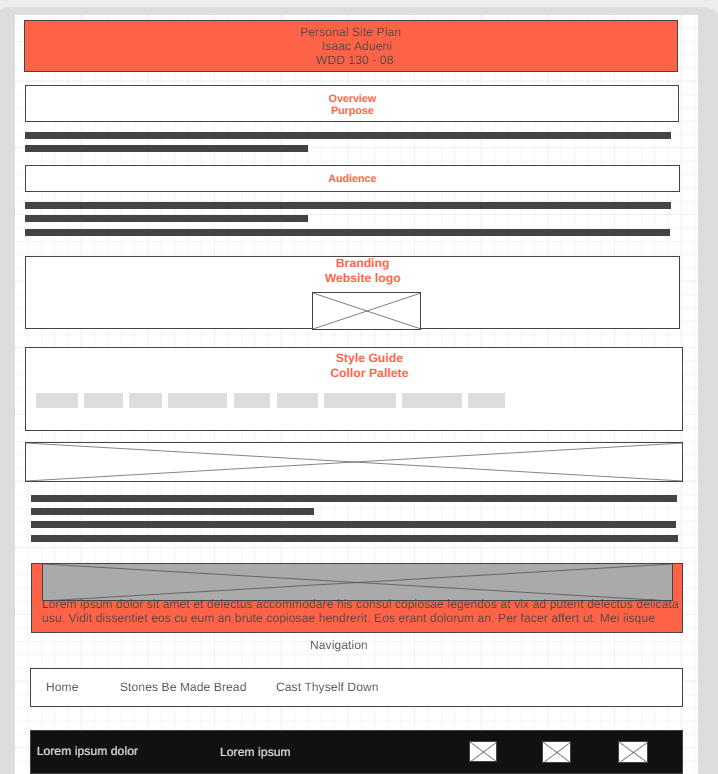 Personal Site Plan
Isaac Adueni
WDD 130 - 08
Overview
Purpose
Audience
Branding
Website logo
Style Guide
Collor Pallete
Lorem ipsum dolor sit amet et delectus accommodare his consul copiosae legendos at vix ad putent delectus delicata
usu. Vidit dissentiet eos cu eum an brute copiosae hendrerit. Eos erant dolorum an. Per facer affert ut. Mei iisque
Navigation
Home Stones Be Made Bread Cast Thyself Down
Lorem ipsum dolor Lorem ipsum